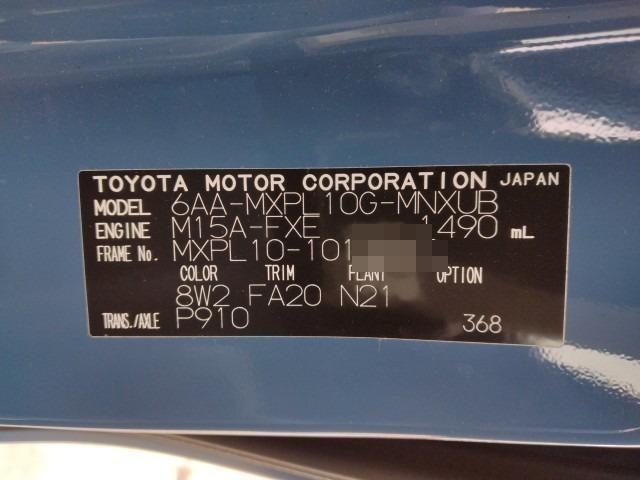 TOYOTA MOTOR CORPORATION JAPAN
MODEL 6AA-MXPL10G-MNXUB
ENGINE M15A-FXE 1490 mL
FRAME No. MXPL10-101
COLOR TRIM PLANT OPTION
8W2 FA20 N21
TRANS./AXLE P910 368